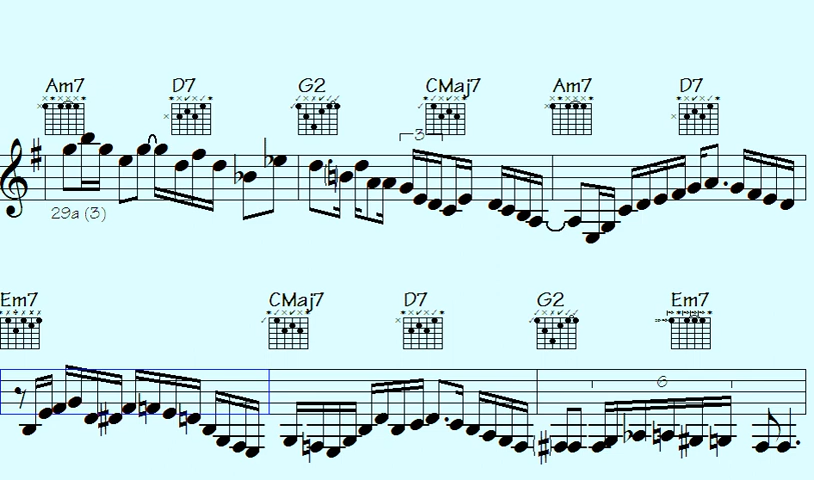 Am7 D7 G2 CMaj7 Am7 D7
3
29a (3)
Em7 CMaj7 D7 G2 Em7
6